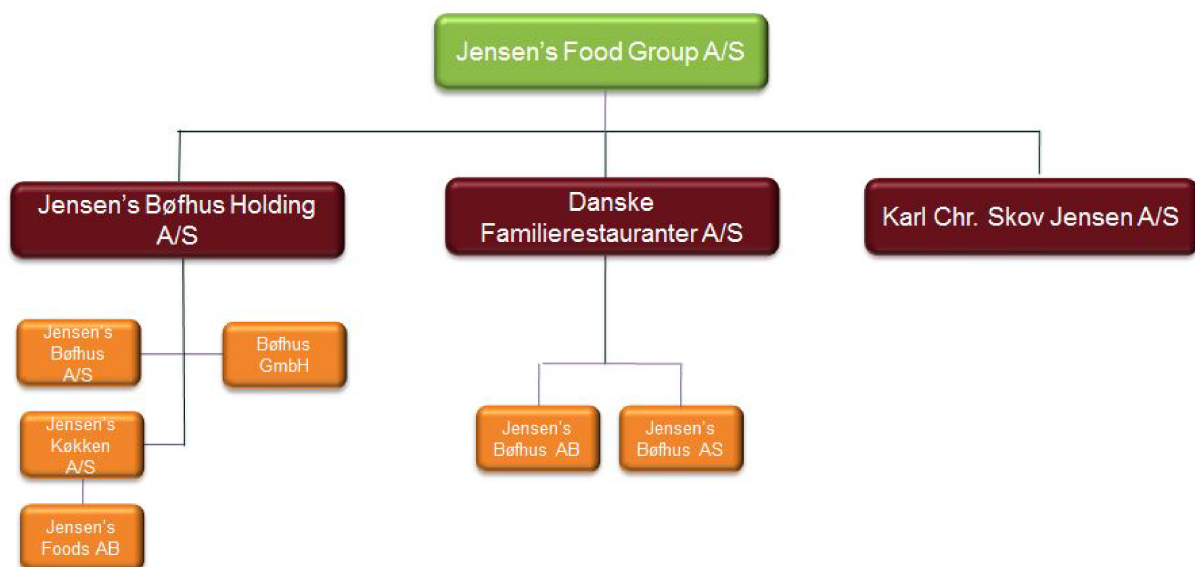 Jensen's Food Group A/S
Jensen's Bøfhus Holding
A/S
Danske
Familierestauranter A/S
Karl Chr. Skov Jensen A/S
Jensen's
Bøfhus
A/S
Bøfhus
GmbH
Jensen's
Køkken
A/S
Jensen's
Foods AB
Jensen's
Bøfhus AB
Jensen's
Bøfhus AS